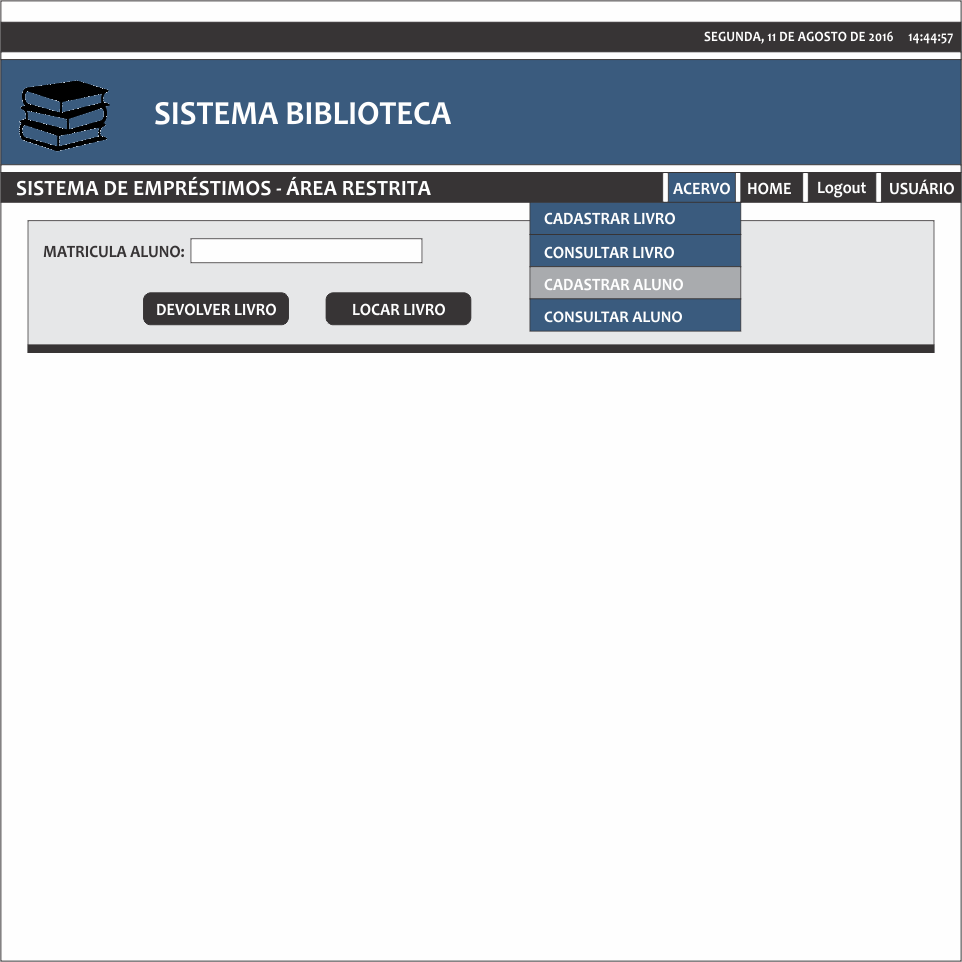 SEGUNDA, 11 DE AGOSTO DE 2016 14:44:57
SISTEMA BIBLIOTECA
SISTEMA DE EMPRÉSTIMOS - ÁREA RESTRITA
ACERVO HOME Logout USUÁRIO
CADASTRAR LIVRO
CONSULTAR LIVRO
CADASTRAR ALUNO
CONSULTAR ALUNO
MATRICULA ALUNO:
DEVOLVER LIVRO LOCAR LIVRO